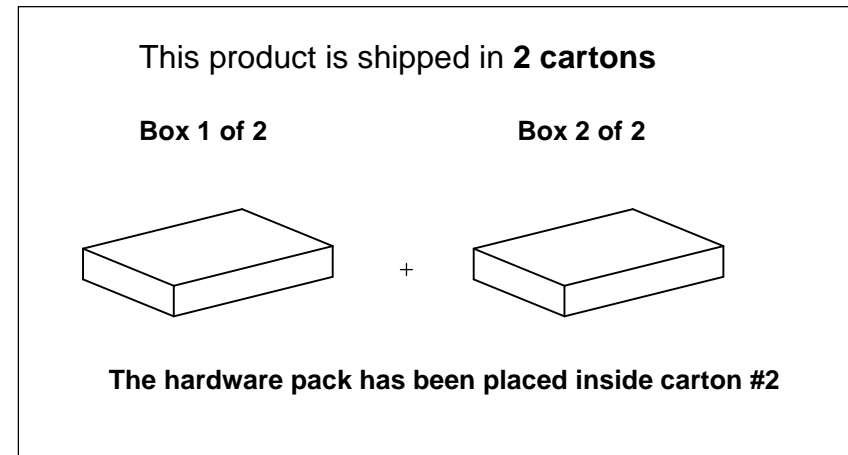 This product is shipped in 2 cartons
Box 1 of 2
Box 2 of 2
+
The hardware pack has been placed inside carton #2